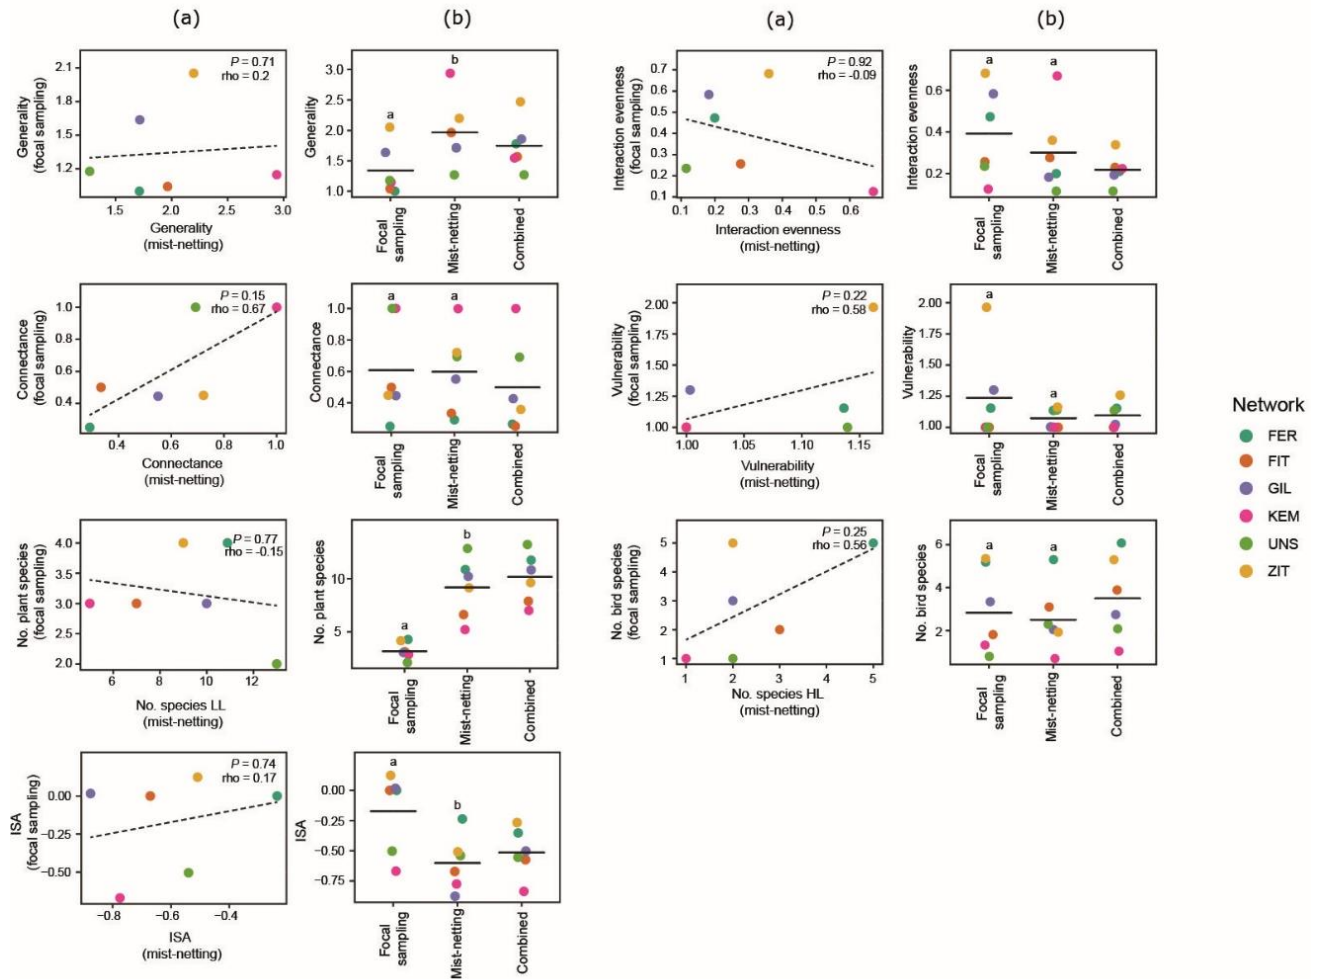 (a)
(b)
(a)
(b)
2.1
1.8
1.5
1.2
Generality
(focal sampling)
P = 0.71
rho = 0.2
1.5
2.0
2.5
3.0
Generality
(mist-netting)
3.0
2.5
2.0
1.5
1.0
Generality
a
b
Focal
sampling
Mist-netting
Combined
0.7
0.6
0.5
0.4
0.3
0.2
0.1
Interaction evenness
(focal sampling)
P = 0.92
rho = -0.09
0.1
0.2
0.3
0.4
0.5
0.6
Interaction evenness
(mist-netting)
0.6
0.4
0.2
Interaction evenness
a
a
Focal
sampling
Mist-netting
Combined
1.0
0.8
0.6
0.4
Connectance
(focal sampling)
P = 0.15
rho = 0.67
0.4
0.6
0.8
1.0
Connectance
(mist-netting)
1.0
0.8
0.6
0.4
Connectance
a
a
Focal
sampling
Mist-netting
Combined
2.00
1.75
1.50
1.25
1.00
Vulnerability
(focal sampling)
P = 0.22
rho = 0.58
1.00
1.05
1.10
1.15
Vulnerability
(mist-netting)
2.00
1.75
1.50
1.25
1.00
Vulnerability
a
a
Focal
sampling
Mist-netting
Combined
Network
FER
FIT
GIL
KEM
UNS
ZIT
4.0
3.5
3.0
2.5
2.0
No. plant species
(focal sampling)
P = 0.77
rho = -0.15
6
8
10
12
No. species LL
(mist-netting)
10
5
No. plant species
a
b
Focal
sampling
Mist-netting
Combined
5
4
3
2
1
No. bird species
(focal sampling)
P = 0.25
rho = 0.56
1
2
3
4
5
No. species HL
(mist-netting)
6
4
2
No. bird species
a
a
Focal
sampling
Mist-netting
Combined
0.00
−0.25
−0.50
ISA
(focal sampling)
P = 0.74
rho = 0.17
−0.8
−0.6
−0.4
ISA
(mist-netting)
0.00
−0.25
−0.50
−0.75
ISA
a
b
Focal
sampling
Mist-netting
Combined